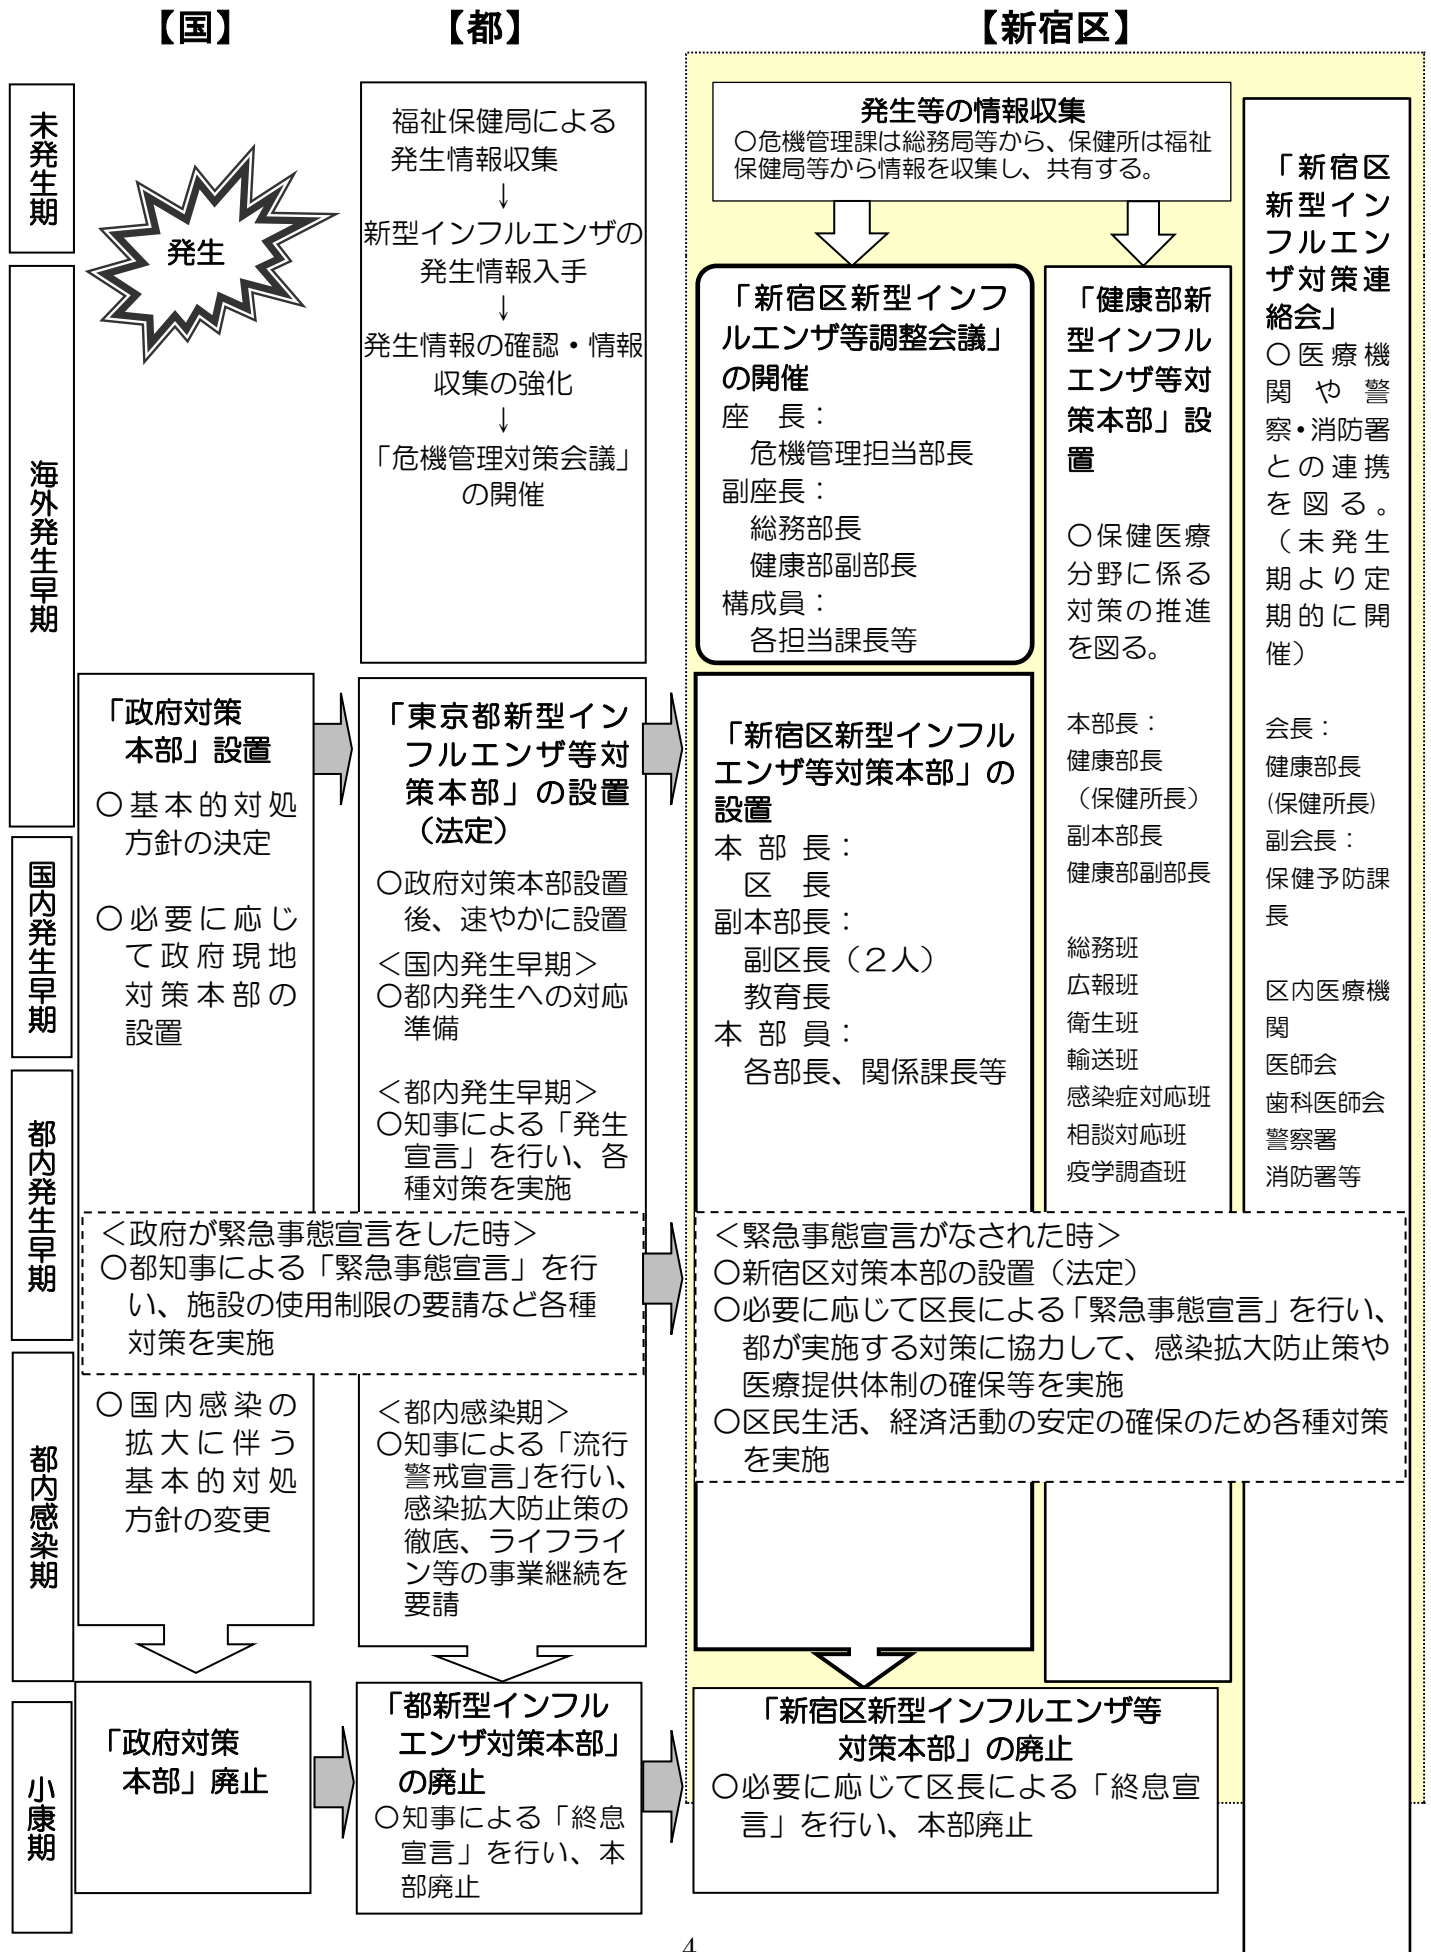 【国】
【都】
【新宿区】
未発生期
海外発生早期
国内発生早期
都内発生早期
都内感染期
小康期
発生
「政府対策
本部」設置
〇基本的対処
方針の決定
〇必要に応じ
て政府現地
対策本部の
設置
福祉保健局による
発生情報収集
↓
新型インフルエンザの
発生情報入手
↓
発生情報の確認・情報
収集の強化
↓
「危機管理対策会議」
の開催
「東京都新型イン
フルエンザ等対
策本部」の設置
（法定）
〇政府対策本部設置
後、速やかに設置
＜国内発生早期＞
〇都内発生への対応
準備
＜都内発生早期＞
〇知事による「発生
宣言」を行い、各
種対策を実施
＜政府が緊急事態宣言をした時＞
〇都知事による「緊急事態宣言」を行
い、施設の使用制限の要請など各種
対策を実施
〇国内感染の
拡大に伴う
基本的対処
方針の変更
＜都内感染期＞
〇知事による「流行
警戒宣言」を行い、
感染拡大防止策の
徹底、ライフライ
ン等の事業継続を
要請
「政府対策
本部」廃止
「都新型インフル
エンザ対策本部」
の廃止
〇知事による「終息
宣言」を行い、本
部廃止
発生等の情報収集
〇危機管理課は総務局等から、保健所は福祉
保健局等から情報を収集し、共有する。
「新宿区新型インフ
ルエンザ等調整会議」
の開催
座　長：
危機管理担当部長
副座長：
総務部長
健康部副部長
構成員：
各担当課長等
「新宿区新型インフル
エンザ等対策本部」の
設置
本 部 長：
区　長
副本部長：
副区長（２人）
教育長
本 部 員：
各部長、関係課長等
「健康部新
型インフル
エンザ等対
策本部」設
置
〇保健医療
分野に係る
対策の推進
を図る。
本部長：
健康部長
（保健所長）
副本部長
健康部副部長
総務班
広報班
衛生班
輸送班
感染症対応班
相談対応班
疫学調査班
「新宿区
新型イン
フルエン
ザ対策連
絡会」
〇医療機
関や警
察・消防署
との連携
を図る。
（未発生
期より定
期的に開
催）
会長：
健康部長
(保健所長)
副会長：
保健予防課
長
区内医療機
関
医師会
歯科医師会
警察署
消防署等
＜緊急事態宣言がなされた時＞
〇新宿区対策本部の設置（法定）
〇必要に応じて区長による「緊急事態宣言」を行い、
都が実施する対策に協力して、感染拡大防止策や
医療提供体制の確保等を実施
〇区民生活、経済活動の安定の確保のため各種対策
を実施
「新宿区新型インフルエンザ等
対策本部」の廃止
〇必要に応じて区長による「終息宣
言」を行い、本部廃止
4